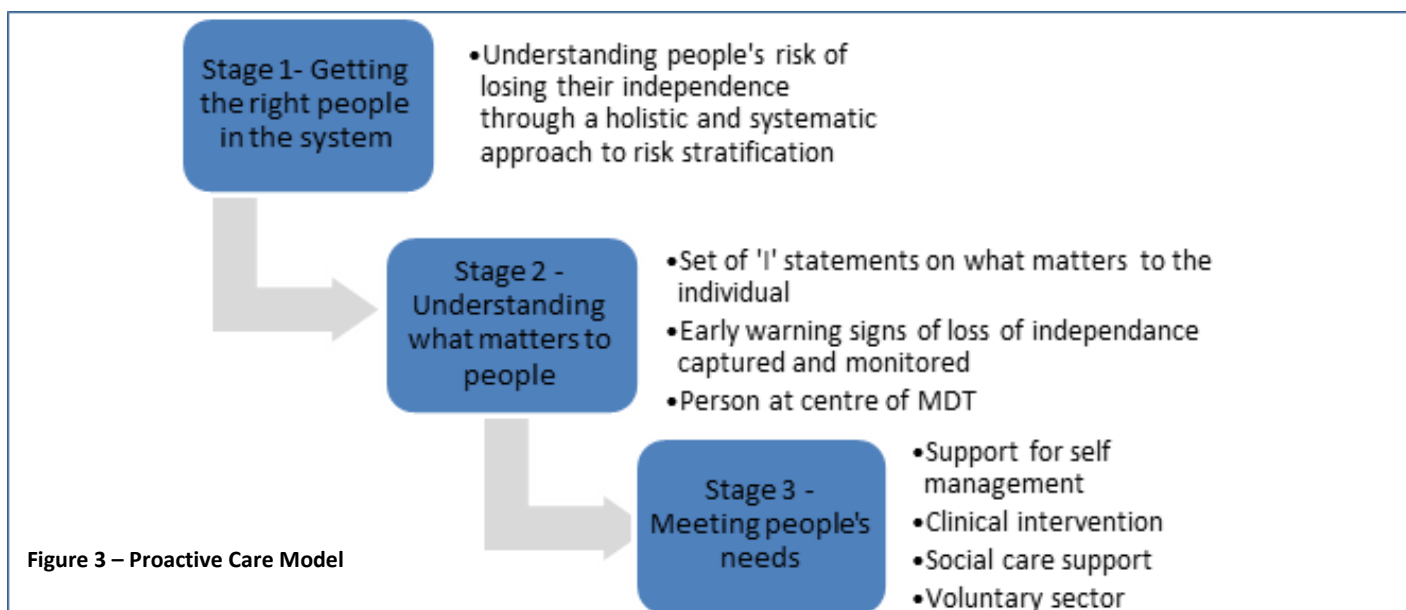 Stage 1- Getting
the right people
in the system
•Understanding people's risk of
losing their independence
through a holistic and systematic
approach to risk stratification
Stage 2 -
Understanding
what matters to
people
•Set of 'I' statements on what matters to the
individual
•Early warning signs of loss of independance
captured and monitored
•Person at centre of MDT
Stage 3 -
Meeting people's
needs
•Support for self
management
•Clinical intervention
•Social care support
•Voluntary sector
Figure 3 – Proactive Care Model